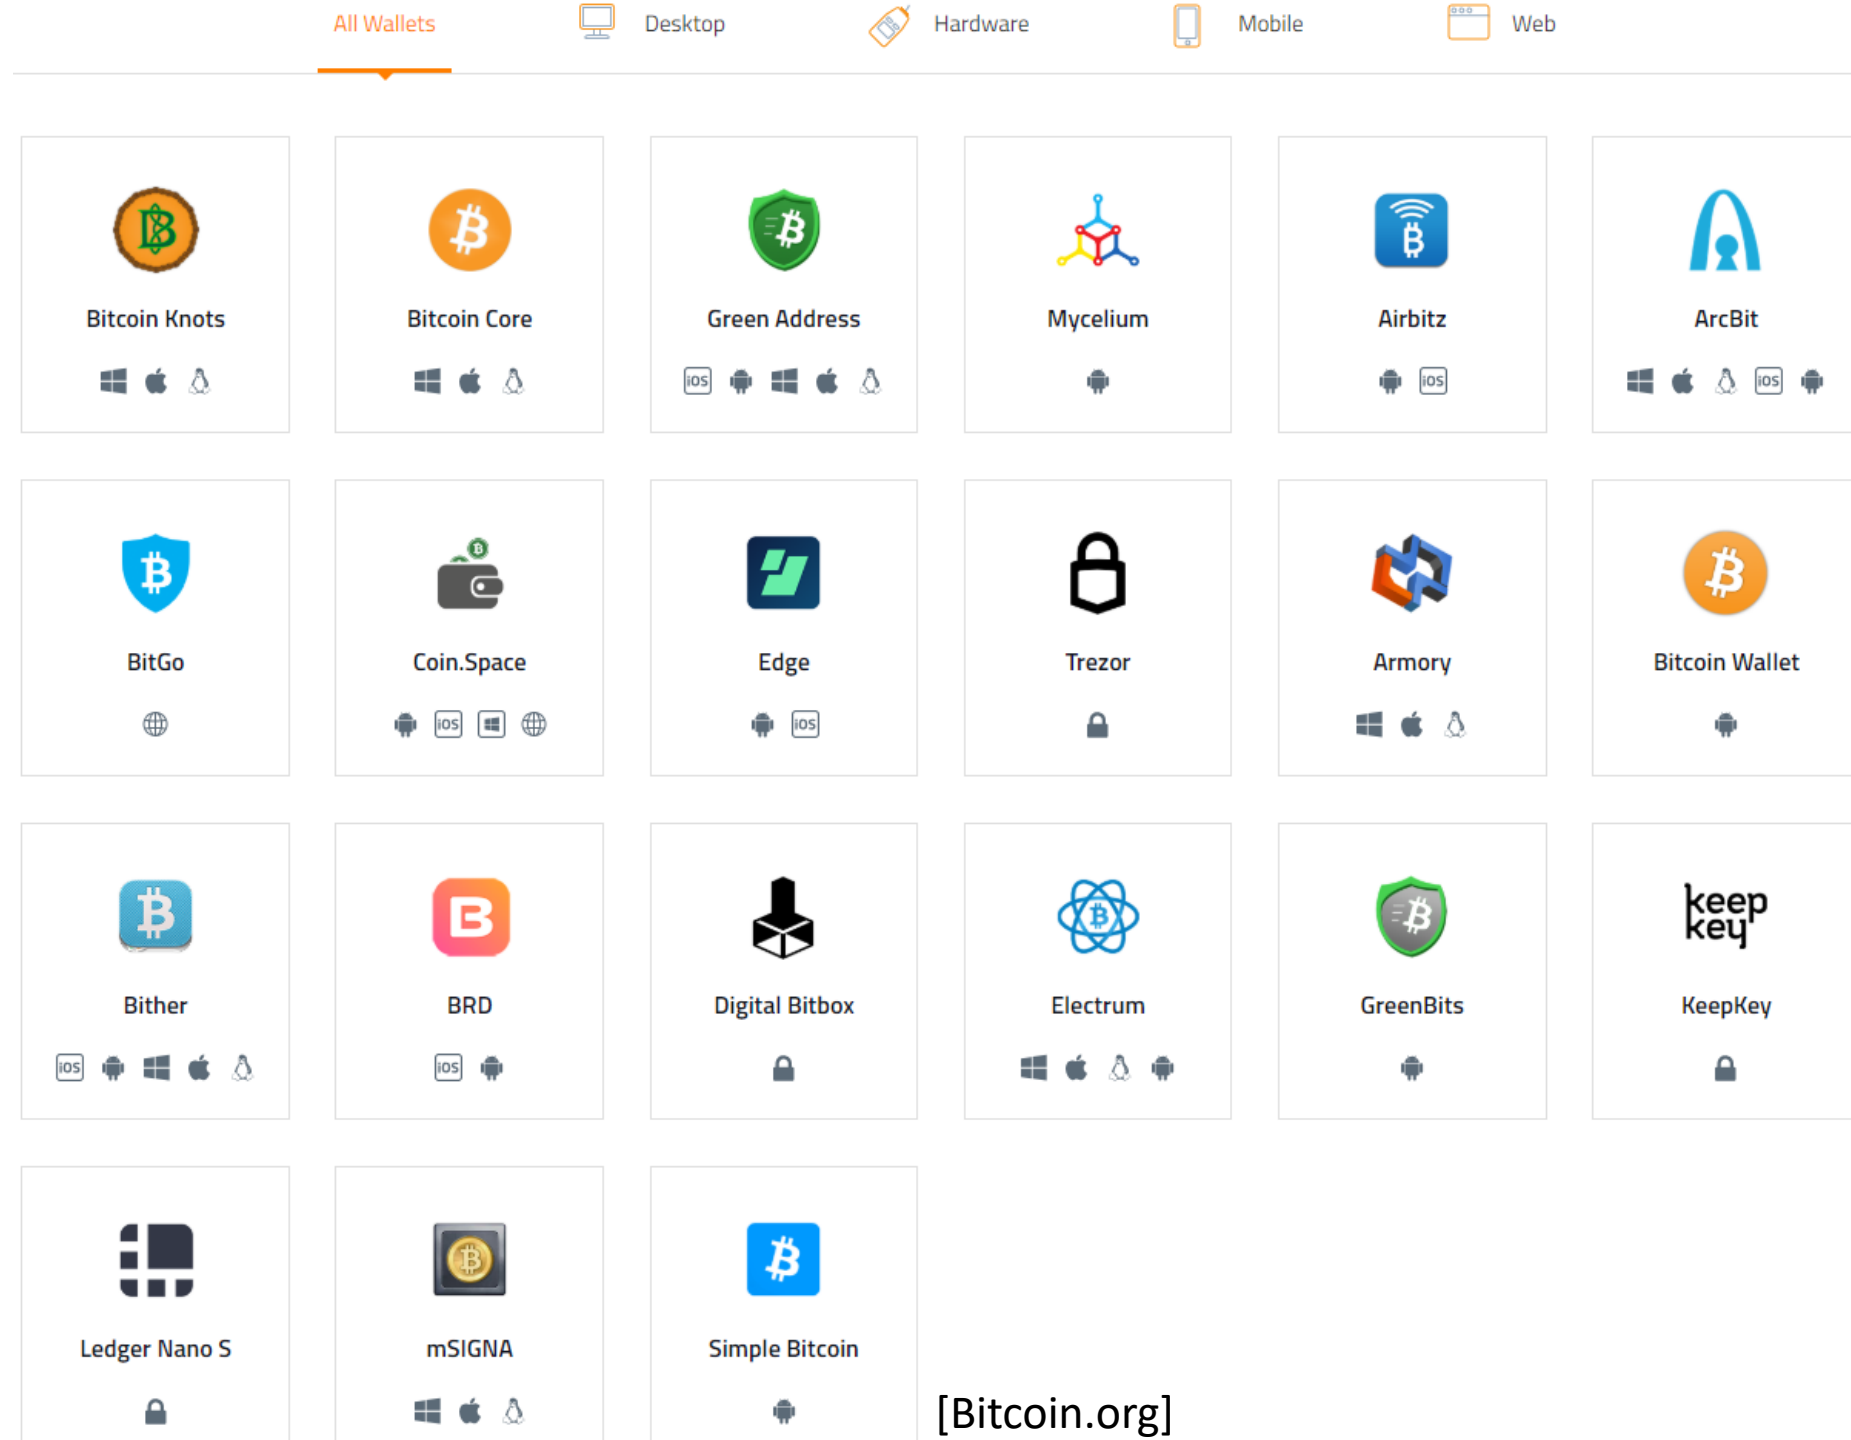 All Wallets Desktop Hardware Mobile Web
Bitcoin Knots Bitcoin Core Green Address Mycelium Airbitz ArcBit
iOS iOS iOS
BitGo Coin.Space Edge Trezor Armory Bitcoin Wallet
iOS iOS
keep
key
Bither BRD Digital Bitbox Electrum GreenBits KeepKey
iOS iOS
Ledger Nano S mSIGNA Simple Bitcoin
[Bitcoin.org]